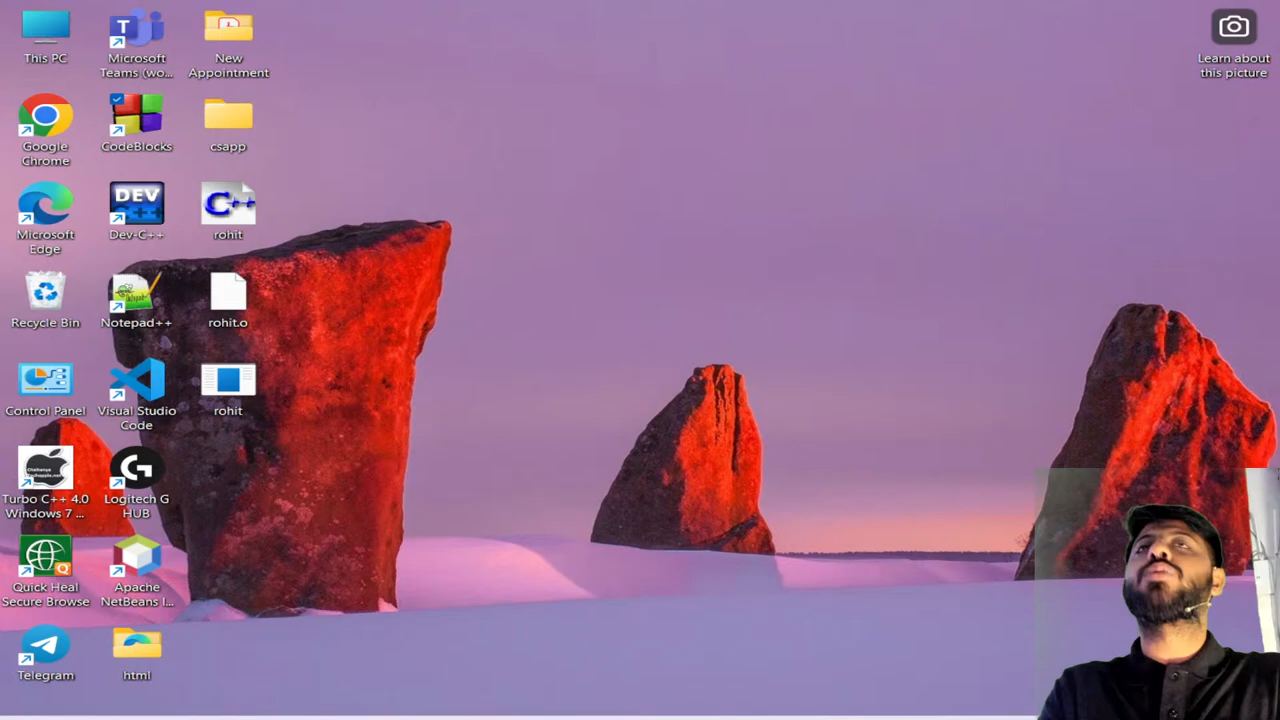 This PC
Microsoft
Teams (wo...
New
Appointment
Learn about
this picture
Google
Chrome
CodeBlocks
csapp
Microsoft
Edge
DEV
C++
Dev-C++
C++
rohit
Recycle Bin
Notepad++
rohit.o
Control Panel
Visual Studio
Code
rohit
Turbo C++ 4.0
Windows 7 ...
Logitech G
HUB
Quick Heal
Secure Browse
Apache
NetBeans I...
Telegram
html